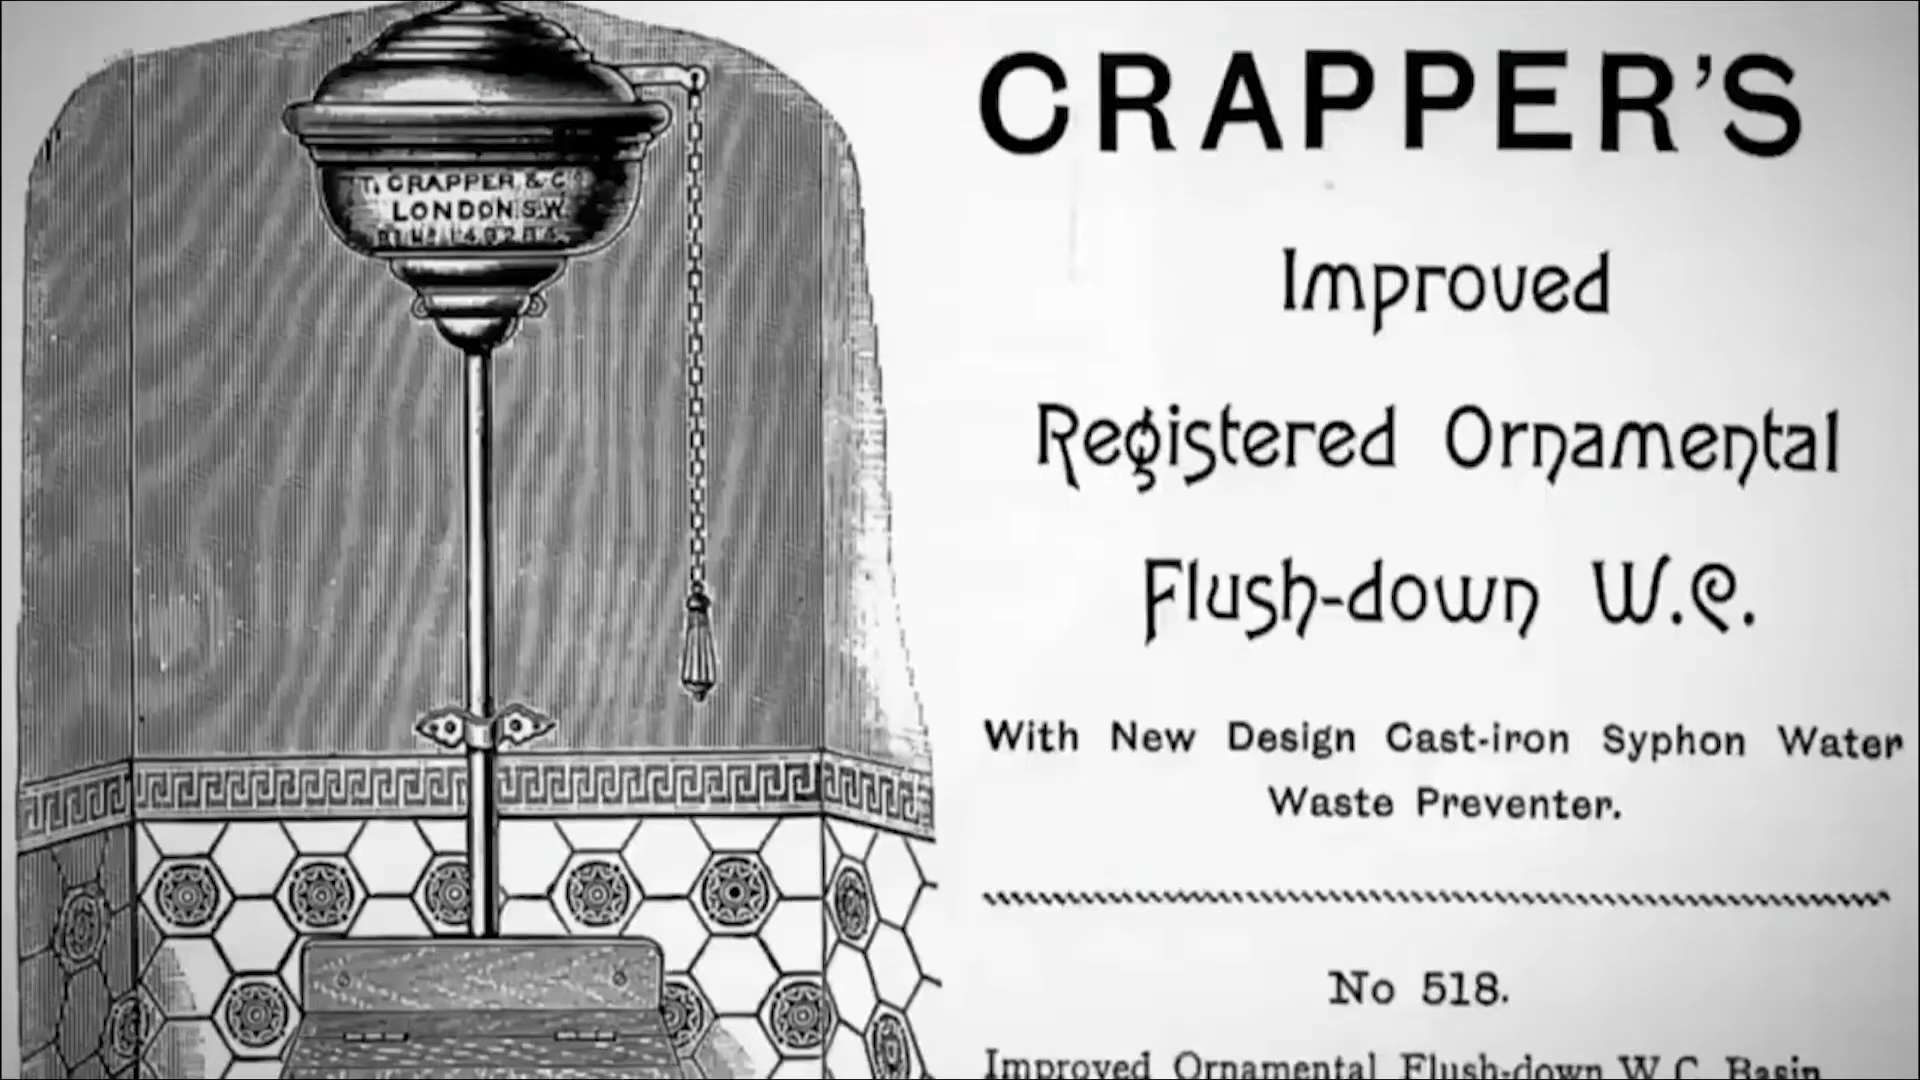 T. CRAPPER & Co
LONDON.S.W.
CRAPPER'S
Improved
Registered Ornamental
Flush-down W.C.
With New Design Cast-iron Syphon Water
Waste Preventer.
No 518.
Improved Ornamental Flush-down W.C. Basin